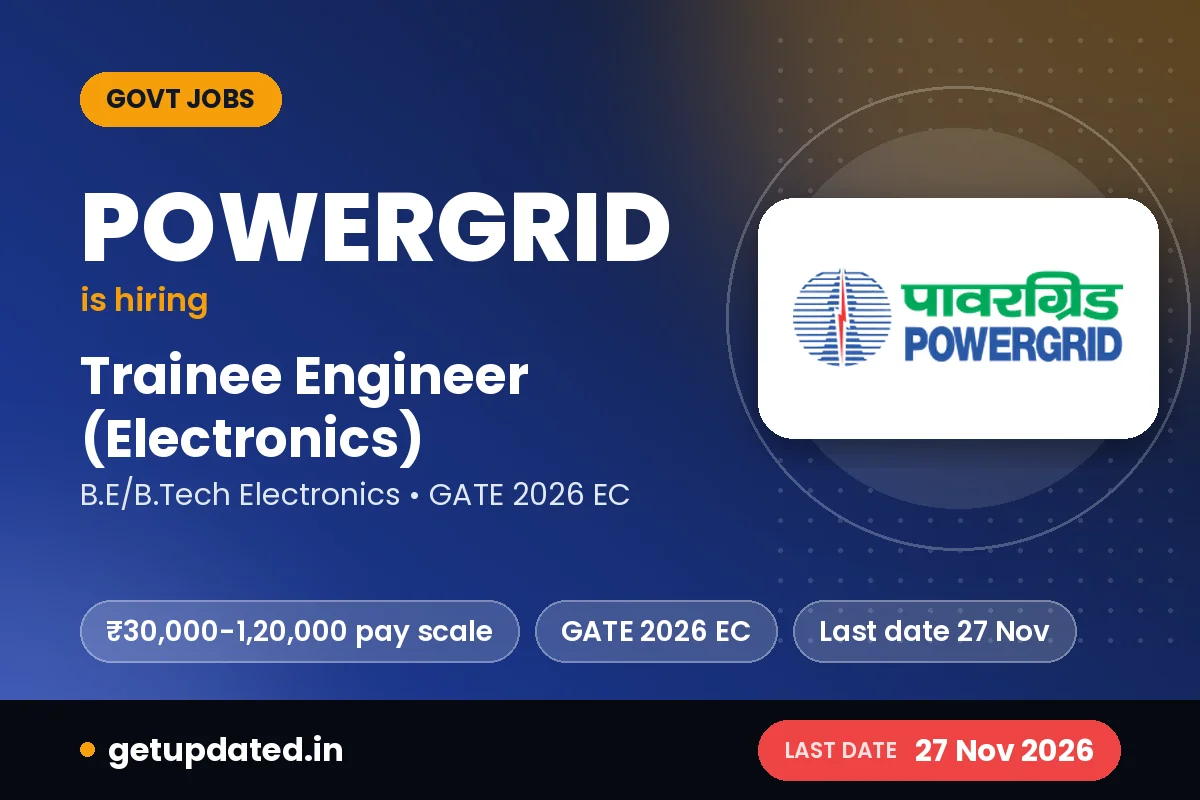 GOVT JOBS
POWERGRID
is hiring
Trainee Engineer
(Electronics)
B.E/B.Tech Electronics • GATE 2026 EC
पावरग्रिड
POWERGRID
₹30,000-1,20,000 pay scale
GATE 2026 EC
Last date 27 Nov
getupdated.in
LAST DATE 27 Nov 2026